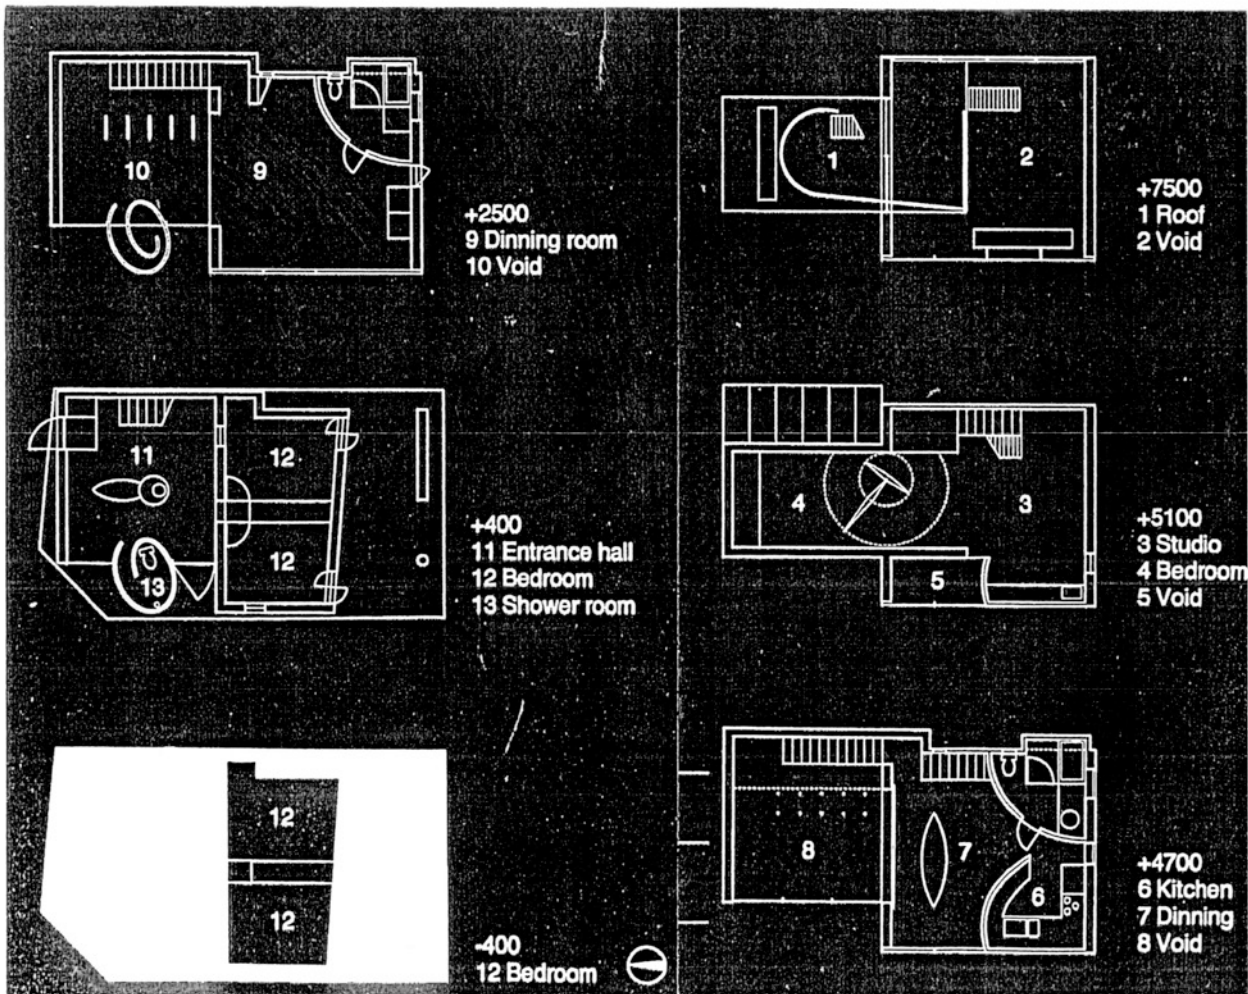 10
9
+2500
9 Dinning room
10 Void
11
12
12
13
+400
11 Entrance hall
12 Bedroom
13 Shower room
12
12
-400
12 Bedroom
1
2
+7500
1 Roof
2 Void
4
3
5
+5100
3 Studio
4 Bedroom
5 Void
8
7
6
+4700
6 Kitchen
7 Dinning
8 Void